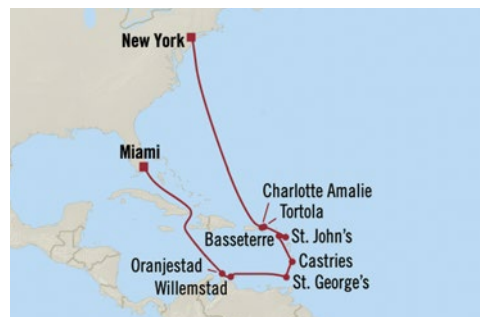 New York
Miami
Charlotte Amalie
Tortola
Basseterre
St. John's
Castries
Oranjestad
St. George's
Willemstad